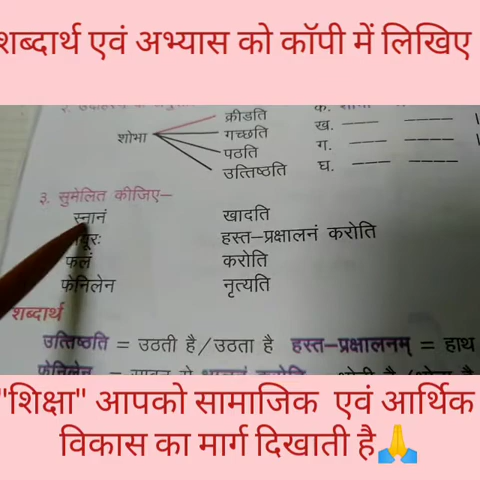 शब्दार्थ एवं अभ्यास को कॉपी में लिखिए
क्रीडति
शोभा
गच्छति
पठति
उत्तिष्ठति
ख.
ग.
घ.
३. सुमेलित कीजिए–
स्नानं खादति
हस्त–प्रक्षालनं करोति
फलं करोति
फेनिलेन नृत्यति
शब्दार्थ
उत्तिष्ठति = उठती है/उठता है हस्त–प्रक्षालनम् = हाथ
"शिक्षा" आपको सामाजिक एवं आर्थिक
विकास का मार्ग दिखाती है🙏